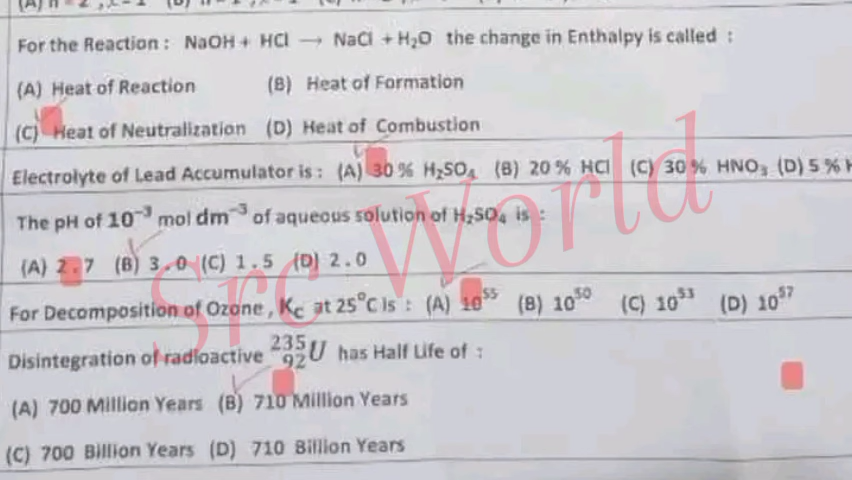 For the Reaction : NaOH + HCl → NaCl + H₂O the change in Enthalpy is called :
(A) Heat of Reaction (B) Heat of Formation
(C) Heat of Neutralization (D) Heat of Combustion
Electrolyte of Lead Accumulator is : (A) 30 % H₂SO₄ (B) 20 % HCl (C) 30 % HNO₃ (D) 5 %
The pH of 10⁻³ mol dm⁻³ of aqueous solution of H₂SO₄ is :
(A) 2.7 (B) 3.0 (C) 1.5 (D) 2.0
For Decomposition of Ozone, Kc at 25°C is : (A) 10⁵⁵ (B) 10⁵⁰ (C) 10⁵³ (D) 10⁵⁷
Disintegration of radioactive ²³⁵₉₂U has Half Life of :
(A) 700 Million Years (B) 710 Million Years
(C) 700 Billion Years (D) 710 Billion Years
Src World